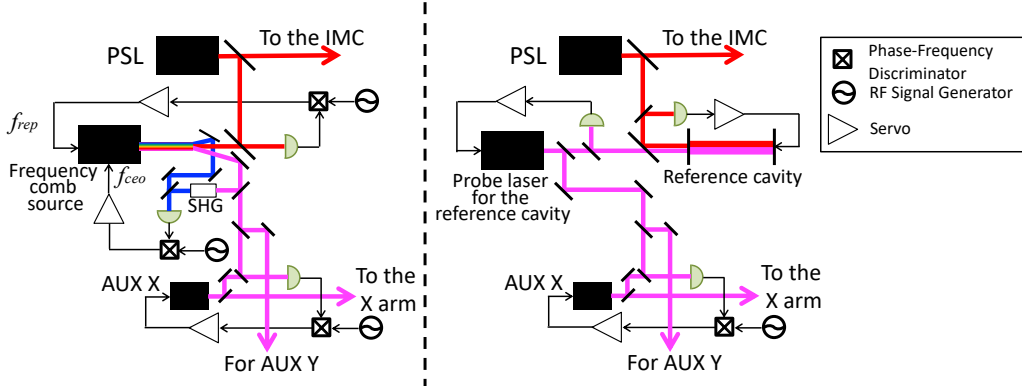 PSL
To the IMC
f_rep
Frequency
comb
source
f_ceo
SHG
AUX X
To the
X arm
For AUX Y
PSL
To the IMC
Probe laser
for the
reference cavity
Reference cavity
AUX X
To the
X arm
For AUX Y
Phase-Frequency
Discriminator
RF Signal Generator
Servo